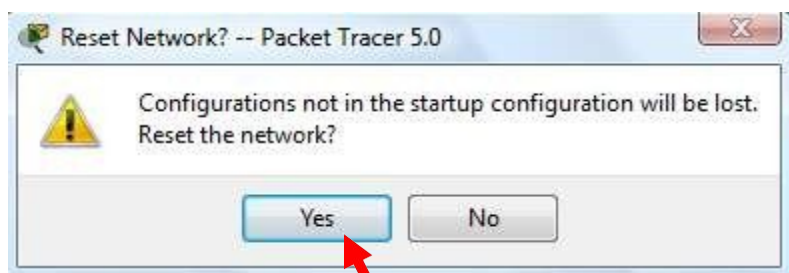 Reset Network? -- Packet Tracer 5.0
Configurations not in the startup configuration will be lost.
Reset the network?
Yes No